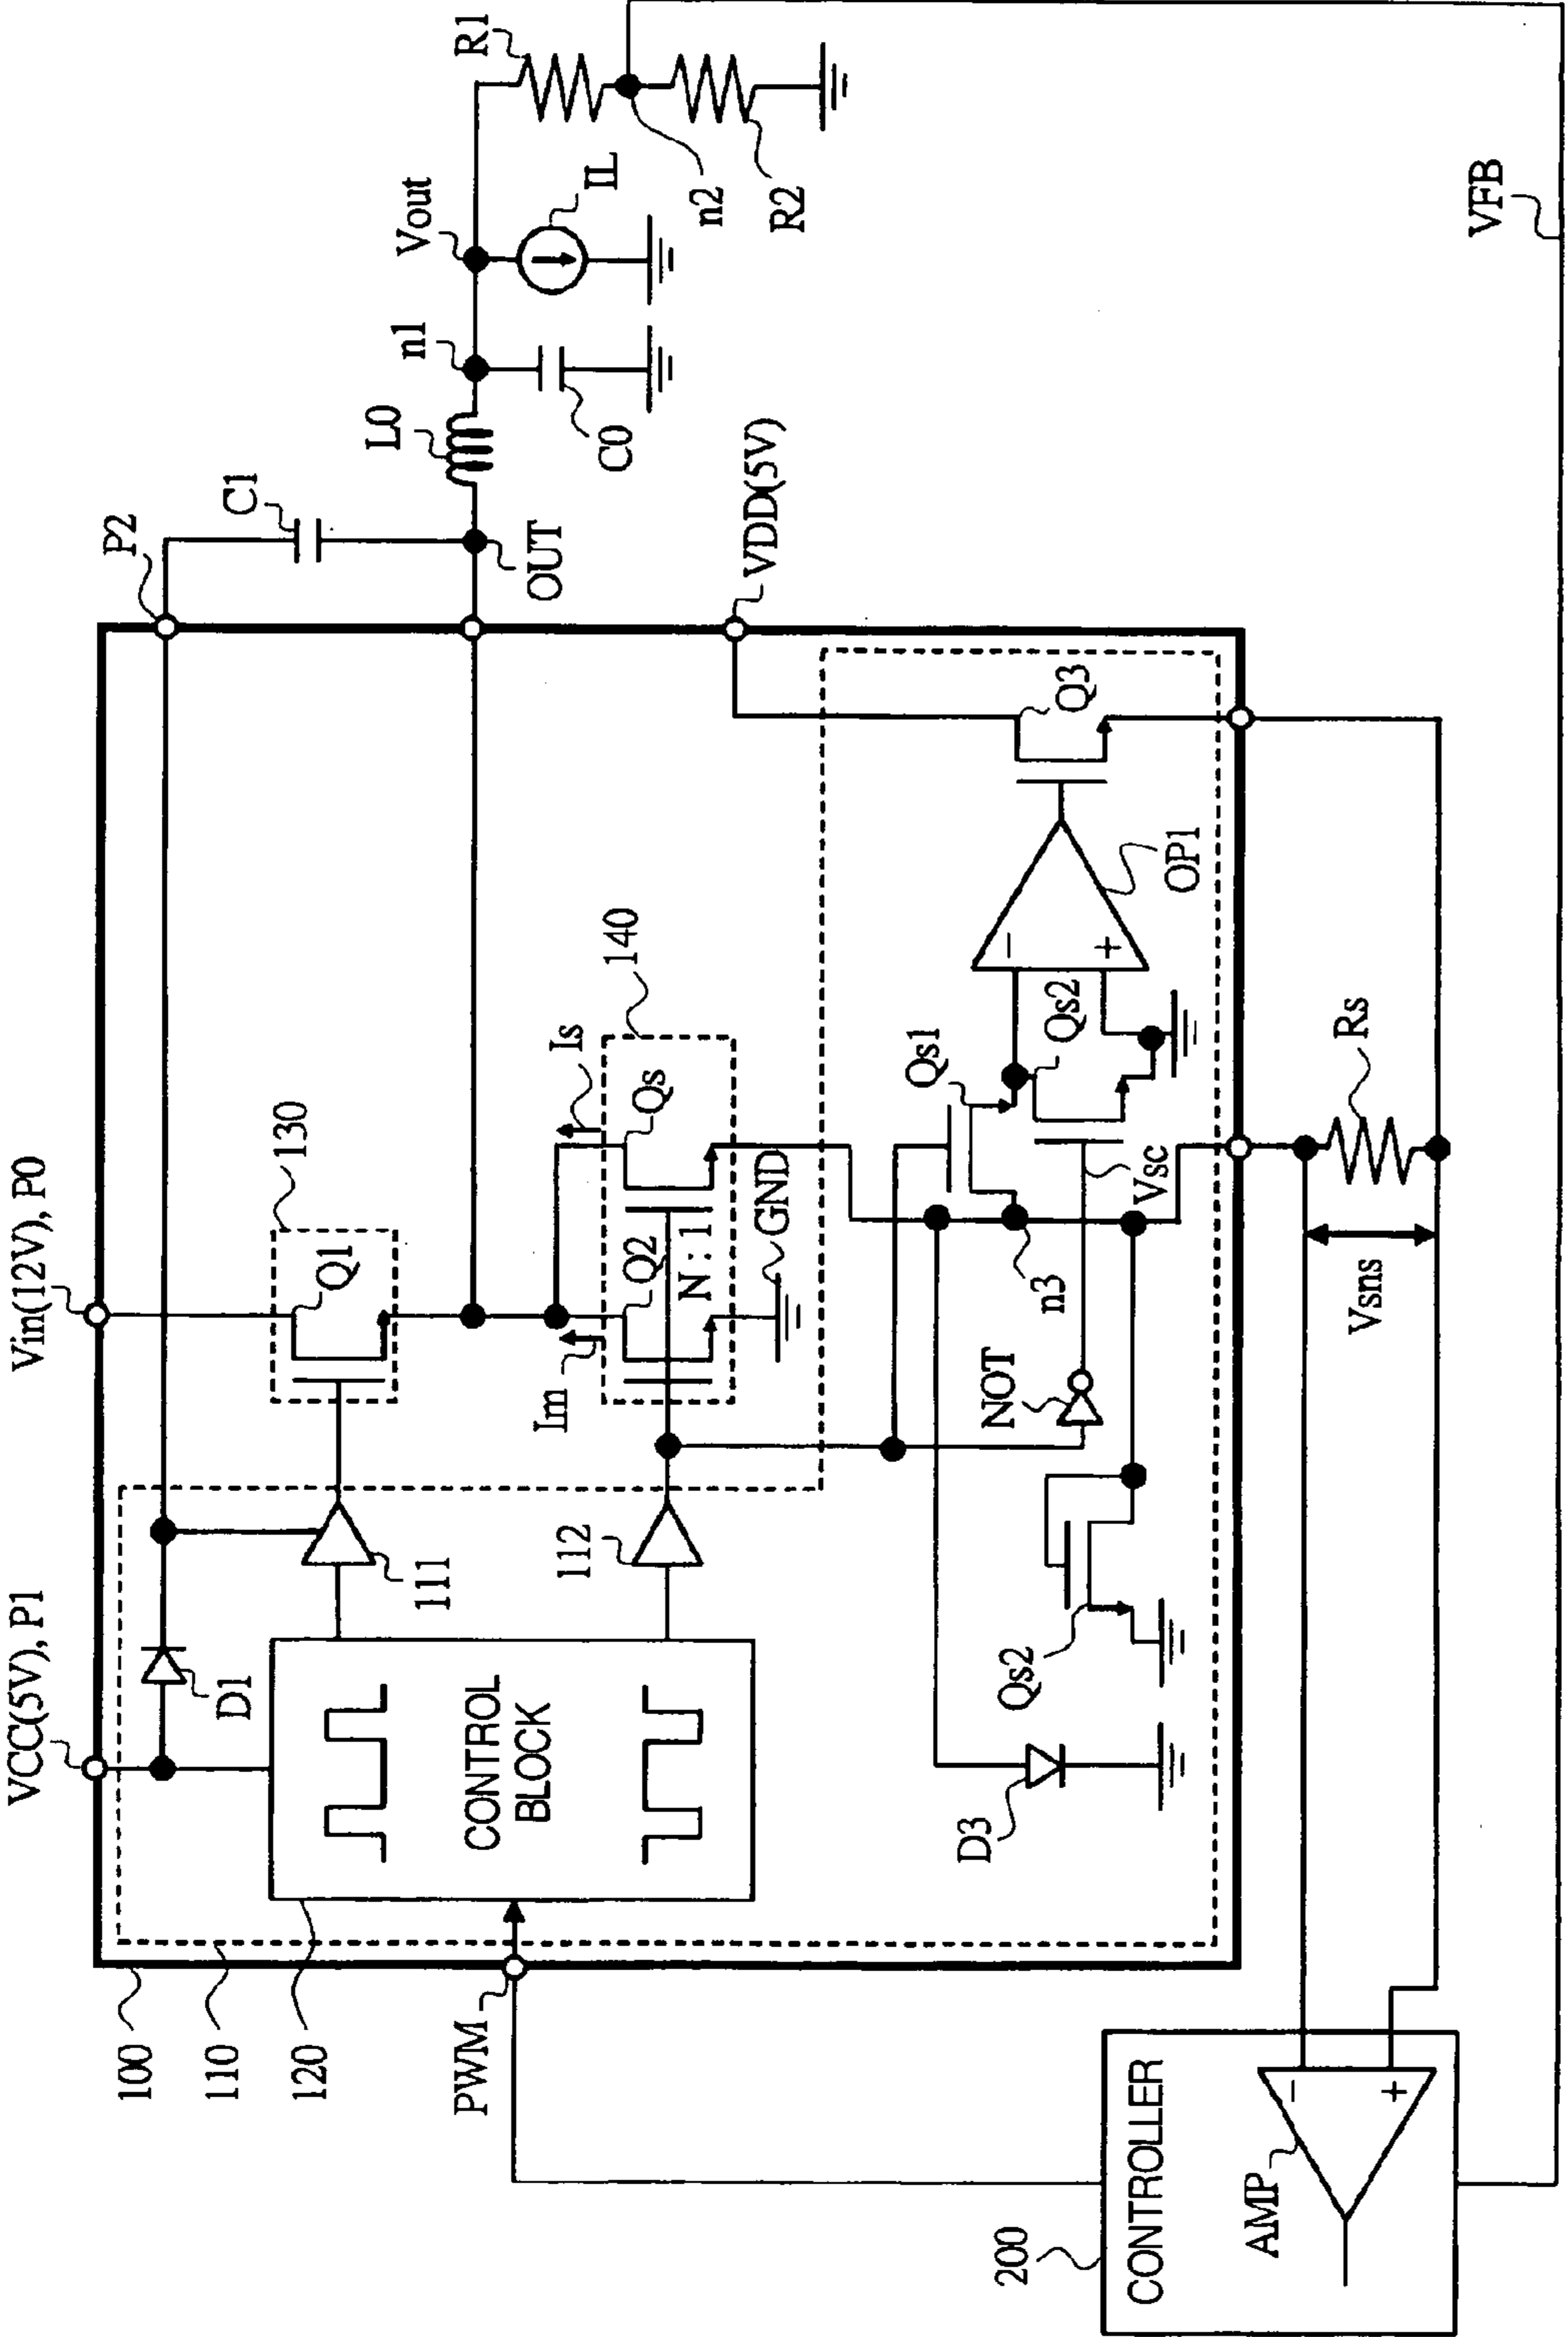 Vin(12V), P0
VCC(5V), P1
P2
C1
L0
n1
Vout
R1
IL
n2
R2
C0
OUT
VDD(5V)
VFB
130
Q1
D1
111
112
CONTROL
BLOCK
100
110
120
PWM
Im
Is
140
Q2
Qs
N : 1
GND
Q3
OP1
−
+
Qs1
Qs2
Vsc
n3
NOT
Qs2
D3
Rs
Vsns
200
CONTROLLER
AMP
−
+